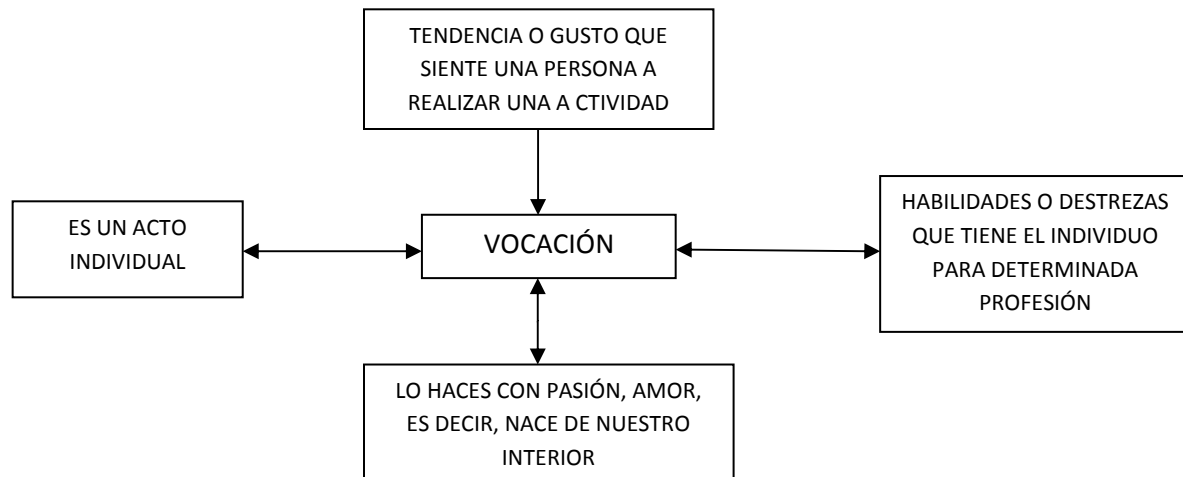 TENDENCIA O GUSTO QUE
SIENTE UNA PERSONA A
REALIZAR UNA A CTIVIDAD
ES UN ACTO
INDIVIDUAL
VOCACIÓN
HABILIDADES O DESTREZAS
QUE TIENE EL INDIVIDUO
PARA DETERMINADA
PROFESIÓN
LO HACES CON PASIÓN, AMOR,
ES DECIR, NACE DE NUESTRO
INTERIOR